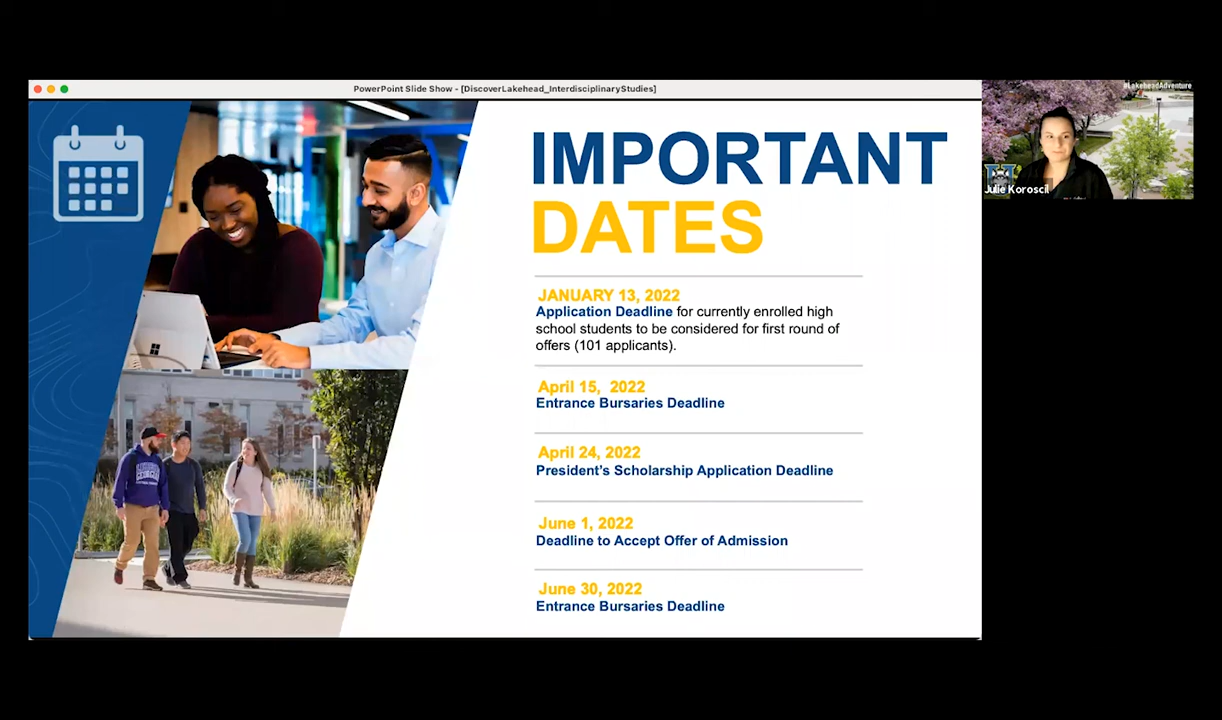 PowerPoint Slide Show - [DiscoverLakehead_InterdisciplinaryStudies]
#LakeheadAdventure
Julie Koroscil
IMPORTANT
DATES
JANUARY 13, 2022
Application Deadline for currently enrolled high
school students to be considered for first round of
offers (101 applicants).
April 15,  2022
Entrance Bursaries Deadline
April 24, 2022
President’s Scholarship Application Deadline
June 1, 2022
Deadline to Accept Offer of Admission
June 30, 2022
Entrance Bursaries Deadline